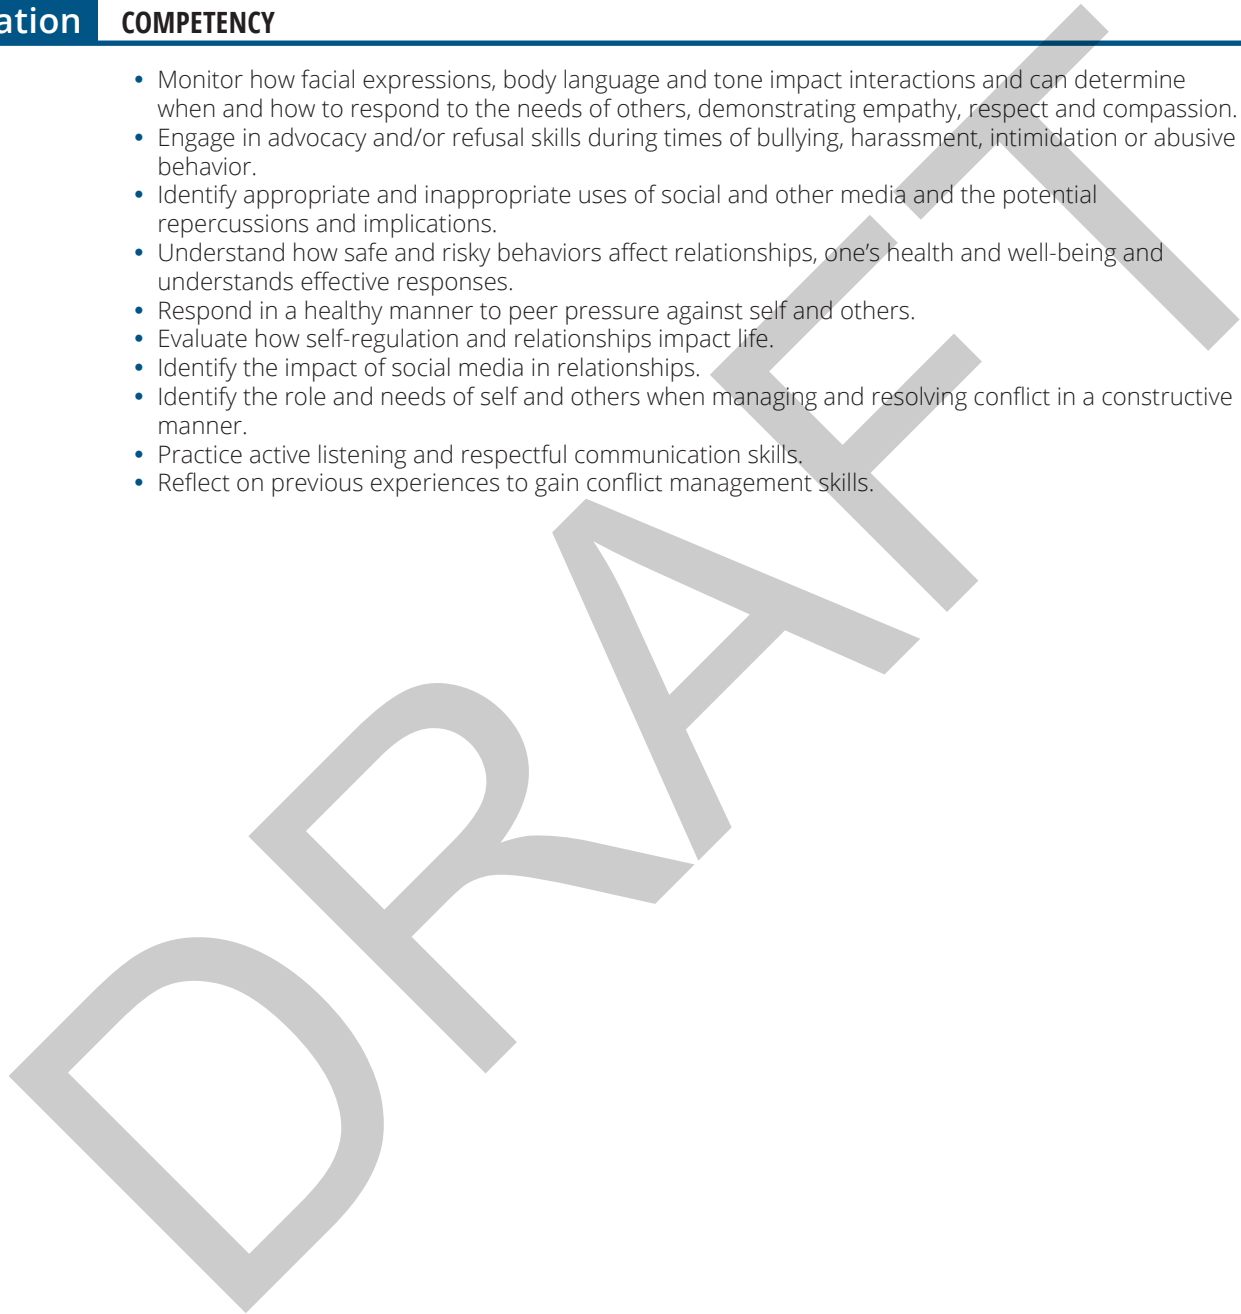 ation COMPETENCY
• Monitor how facial expressions, body language and tone impact interactions and can determine
when and how to respond to the needs of others, demonstrating empathy, respect and compassion.
• Engage in advocacy and/or refusal skills during times of bullying, harassment, intimidation or abusive
behavior.
• Identify appropriate and inappropriate uses of social and other media and the potential
repercussions and implications.
• Understand how safe and risky behaviors affect relationships, one’s health and well-being and
understands effective responses.
• Respond in a healthy manner to peer pressure against self and others.
• Evaluate how self-regulation and relationships impact life.
• Identify the impact of social media in relationships.
• Identify the role and needs of self and others when managing and resolving conflict in a constructive
manner.
• Practice active listening and respectful communication skills.
• Reflect on previous experiences to gain conflict management skills.
DRAFT